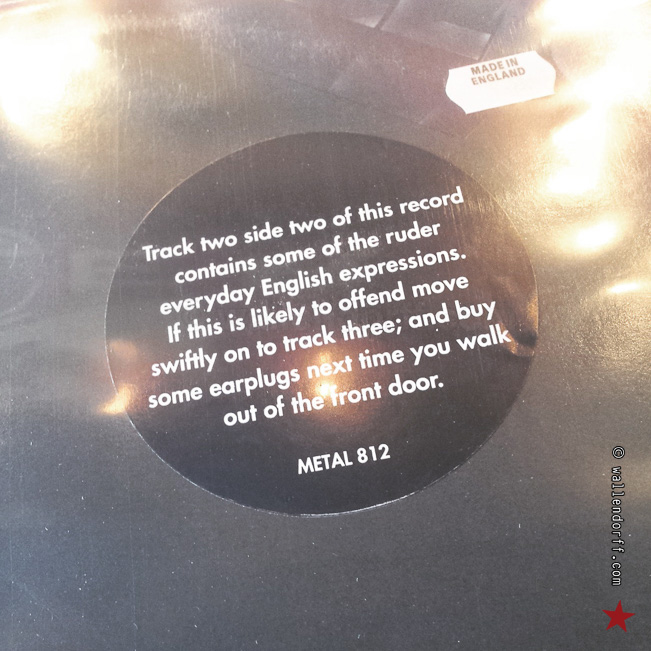 MADE IN
ENGLAND
Track two side two of this record
contains some of the ruder
everyday English expressions.
If this is likely to offend move
swiftly on to track three; and buy
some earplugs next time you walk
out of the front door.
METAL 812
© wallendorff.com